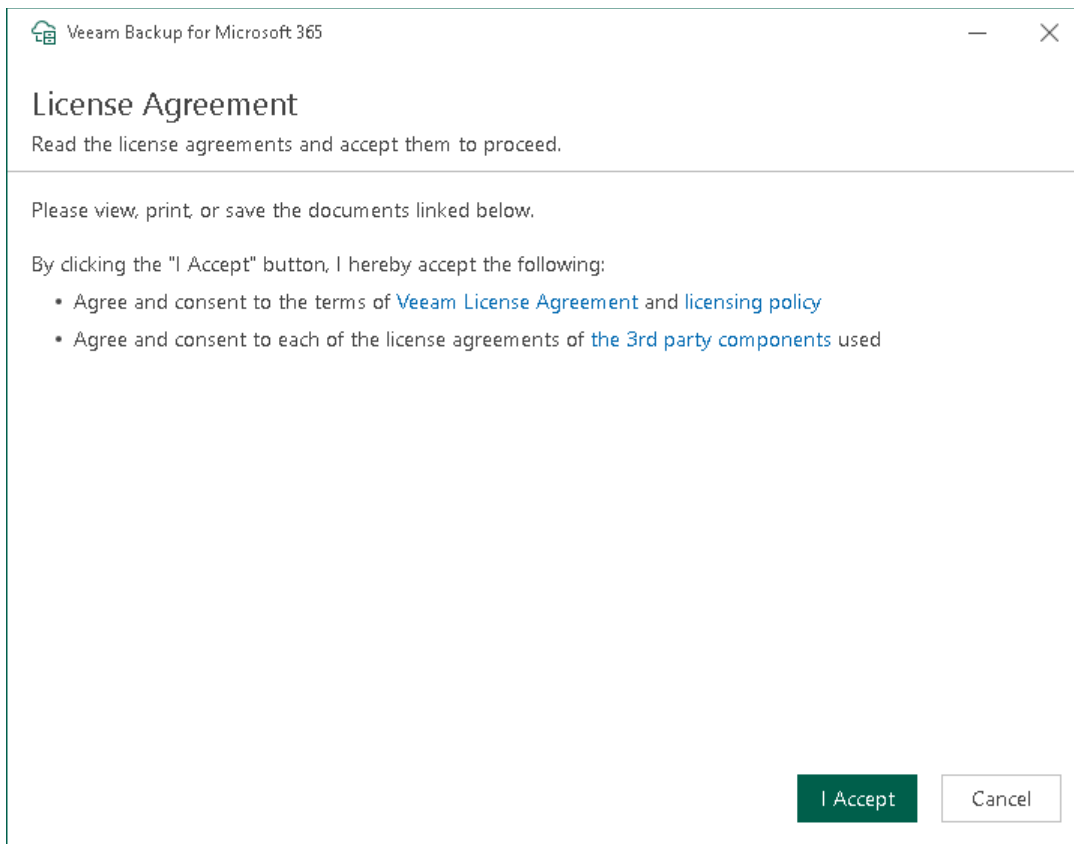 Veeam Backup for Microsoft 365
License Agreement
Read the license agreements and accept them to proceed.
Please view, print, or save the documents linked below.
By clicking the "I Accept" button, I hereby accept the following:
• Agree and consent to the terms of Veeam License Agreement and licensing policy
• Agree and consent to each of the license agreements of the 3rd party components used
I Accept
Cancel